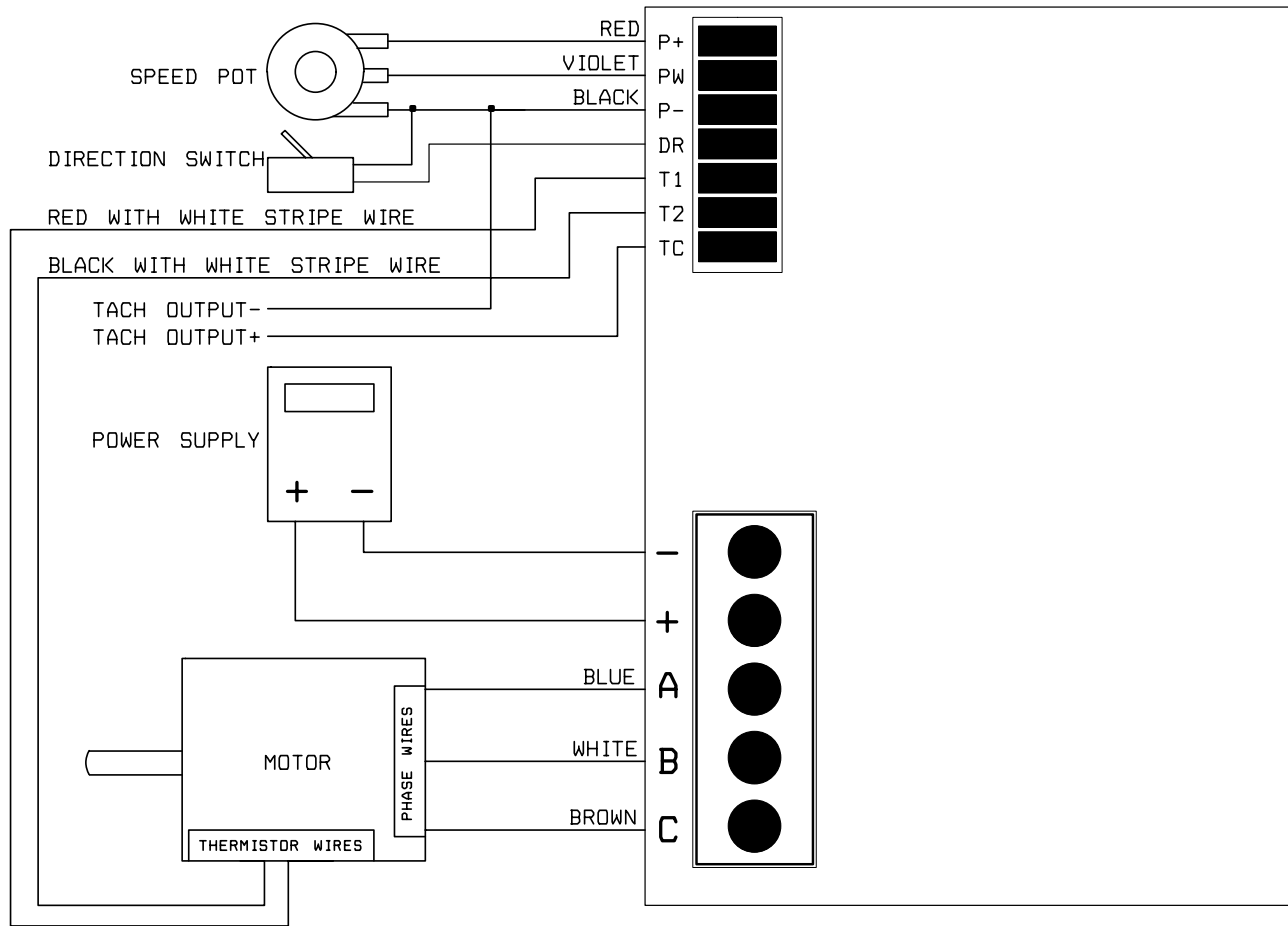 RED
P+
VIOLET
PW
SPEED POT
BLACK
P-
DR
DIRECTION SWITCH
T1
RED WITH WHITE STRIPE WIRE
T2
TC
BLACK WITH WHITE STRIPE WIRE
TACH OUTPUT-
TACH OUTPUT+
POWER SUPPLY
+ -
-
+
BLUE
A
PHASE WIRES
WHITE
B
MOTOR
BROWN
C
THERMISTOR WIRES